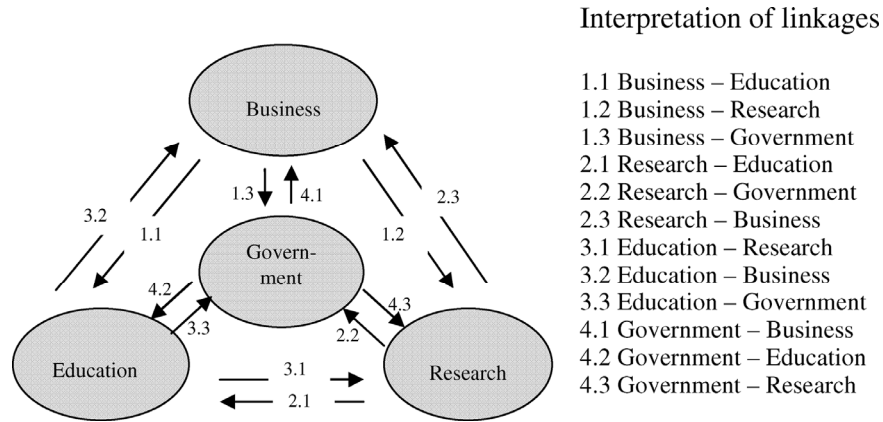 Interpretation of linkages
Business
1.3
4.1
3.2
1.1
1.2
2.3
Govern-
ment
4.2
3.3
4.3
2.2
Education
Research
3.1
2.1
1.1 Business – Education
1.2 Business – Research
1.3 Business – Government
2.1 Research – Education
2.2 Research – Government
2.3 Research – Business
3.1 Education – Research
3.2 Education – Business
3.3 Education – Government
4.1 Government – Business
4.2 Government – Education
4.3 Government – Research